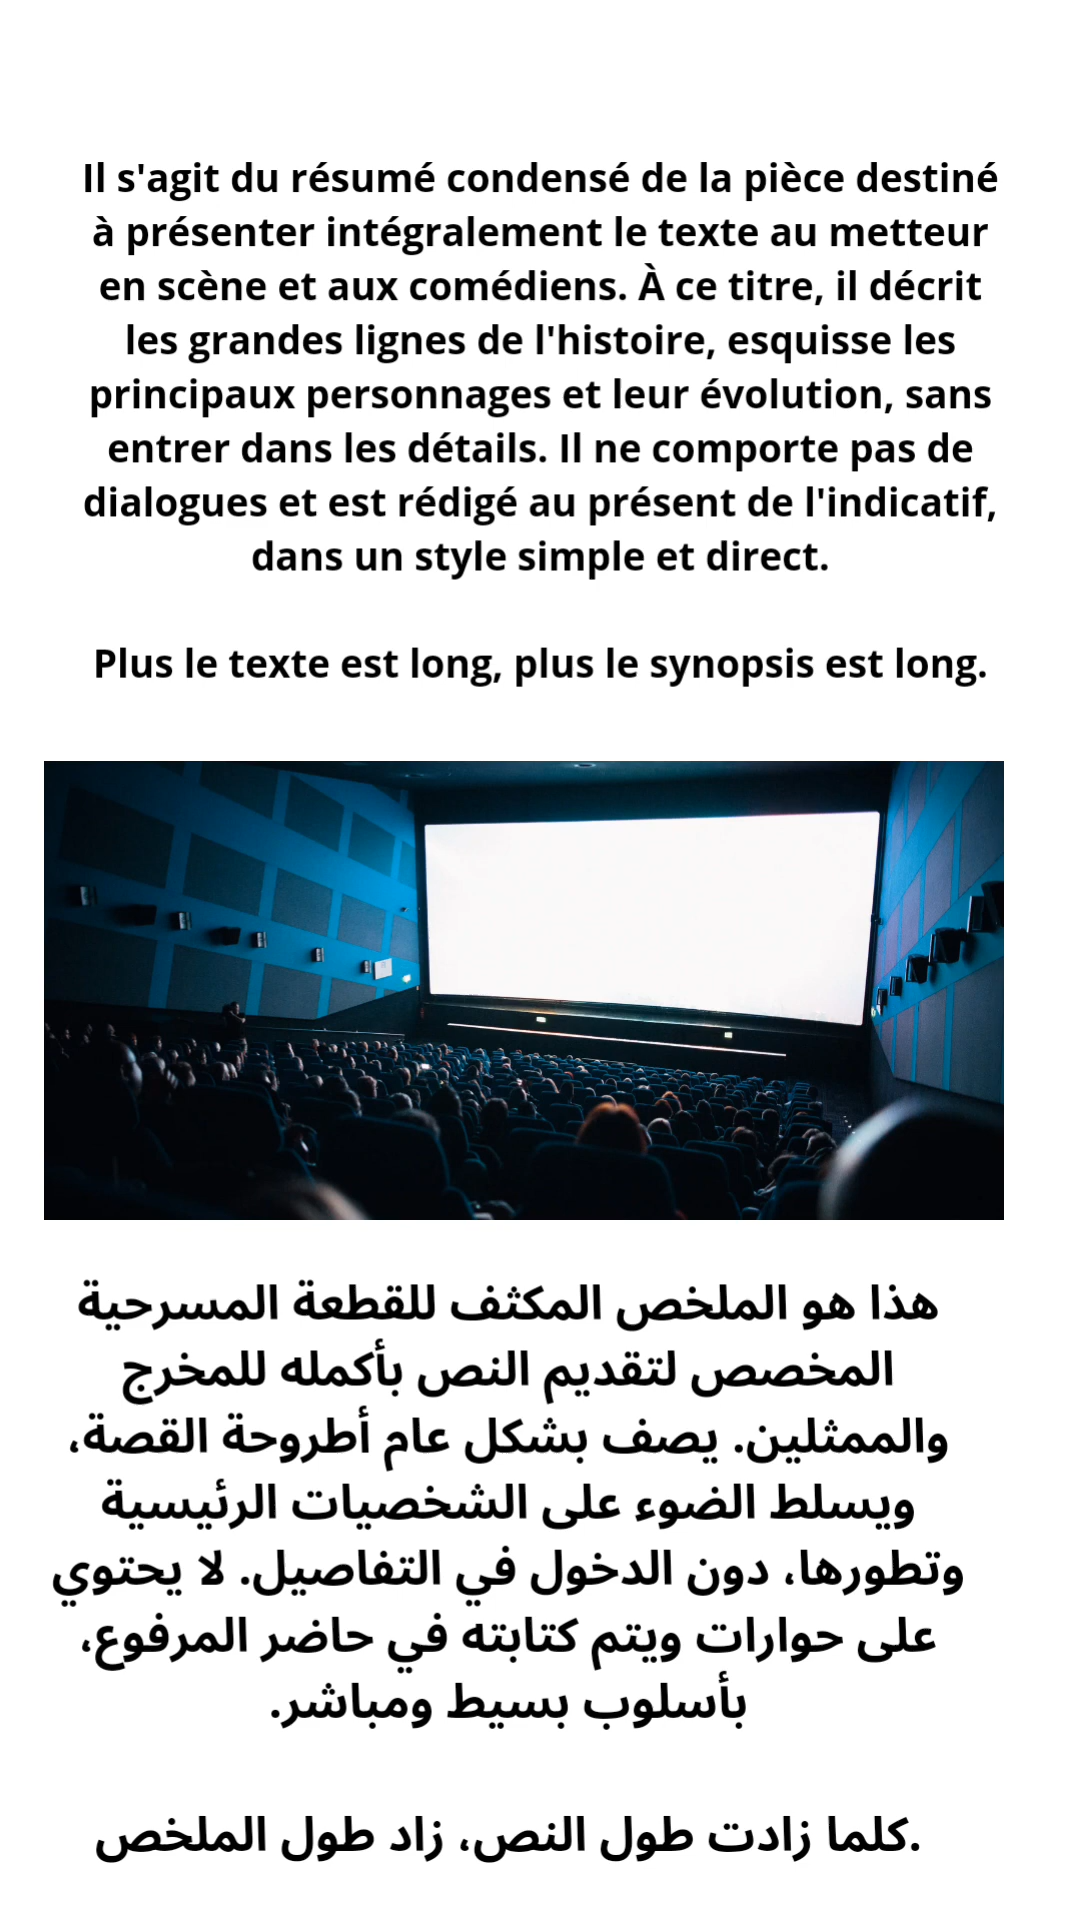 Il s'agit du résumé condensé de la pièce destiné
à présenter intégralement le texte au metteur
en scène et aux comédiens. À ce titre, il décrit
les grandes lignes de l'histoire, esquisse les
principaux personnages et leur évolution, sans
entrer dans les détails. Il ne comporte pas de
dialogues et est rédigé au présent de l'indicatif,
dans un style simple et direct.
Plus le texte est long, plus le synopsis est long.
هذا هو الملخص المكثف للقطعة المسرحية
المخصص لتقديم النص بأكمله للمخرج
والممثلين. يصف بشكل عام أطروحة القصة،
ويسلط الضوء على الشخصيات الرئيسية
وتطورها، دون الدخول في التفاصيل. لا يحتوي
على حوارات ويتم كتابته في حاضر المرفوع،
بأسلوب بسيط ومباشر.
.كلما زادت طول النص، زاد طول الملخص